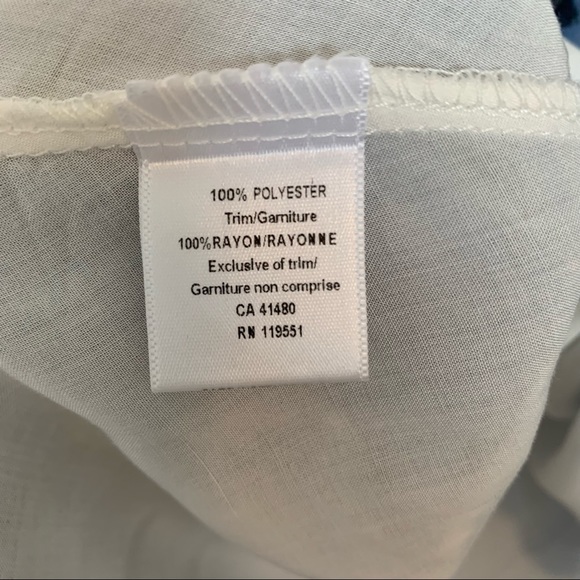 100% POLYESTER
Trim/Garniture
100%RAYON/RAYONNE
Exclusive of trim/
Garniture non comprise
CA 41480
RN 119551